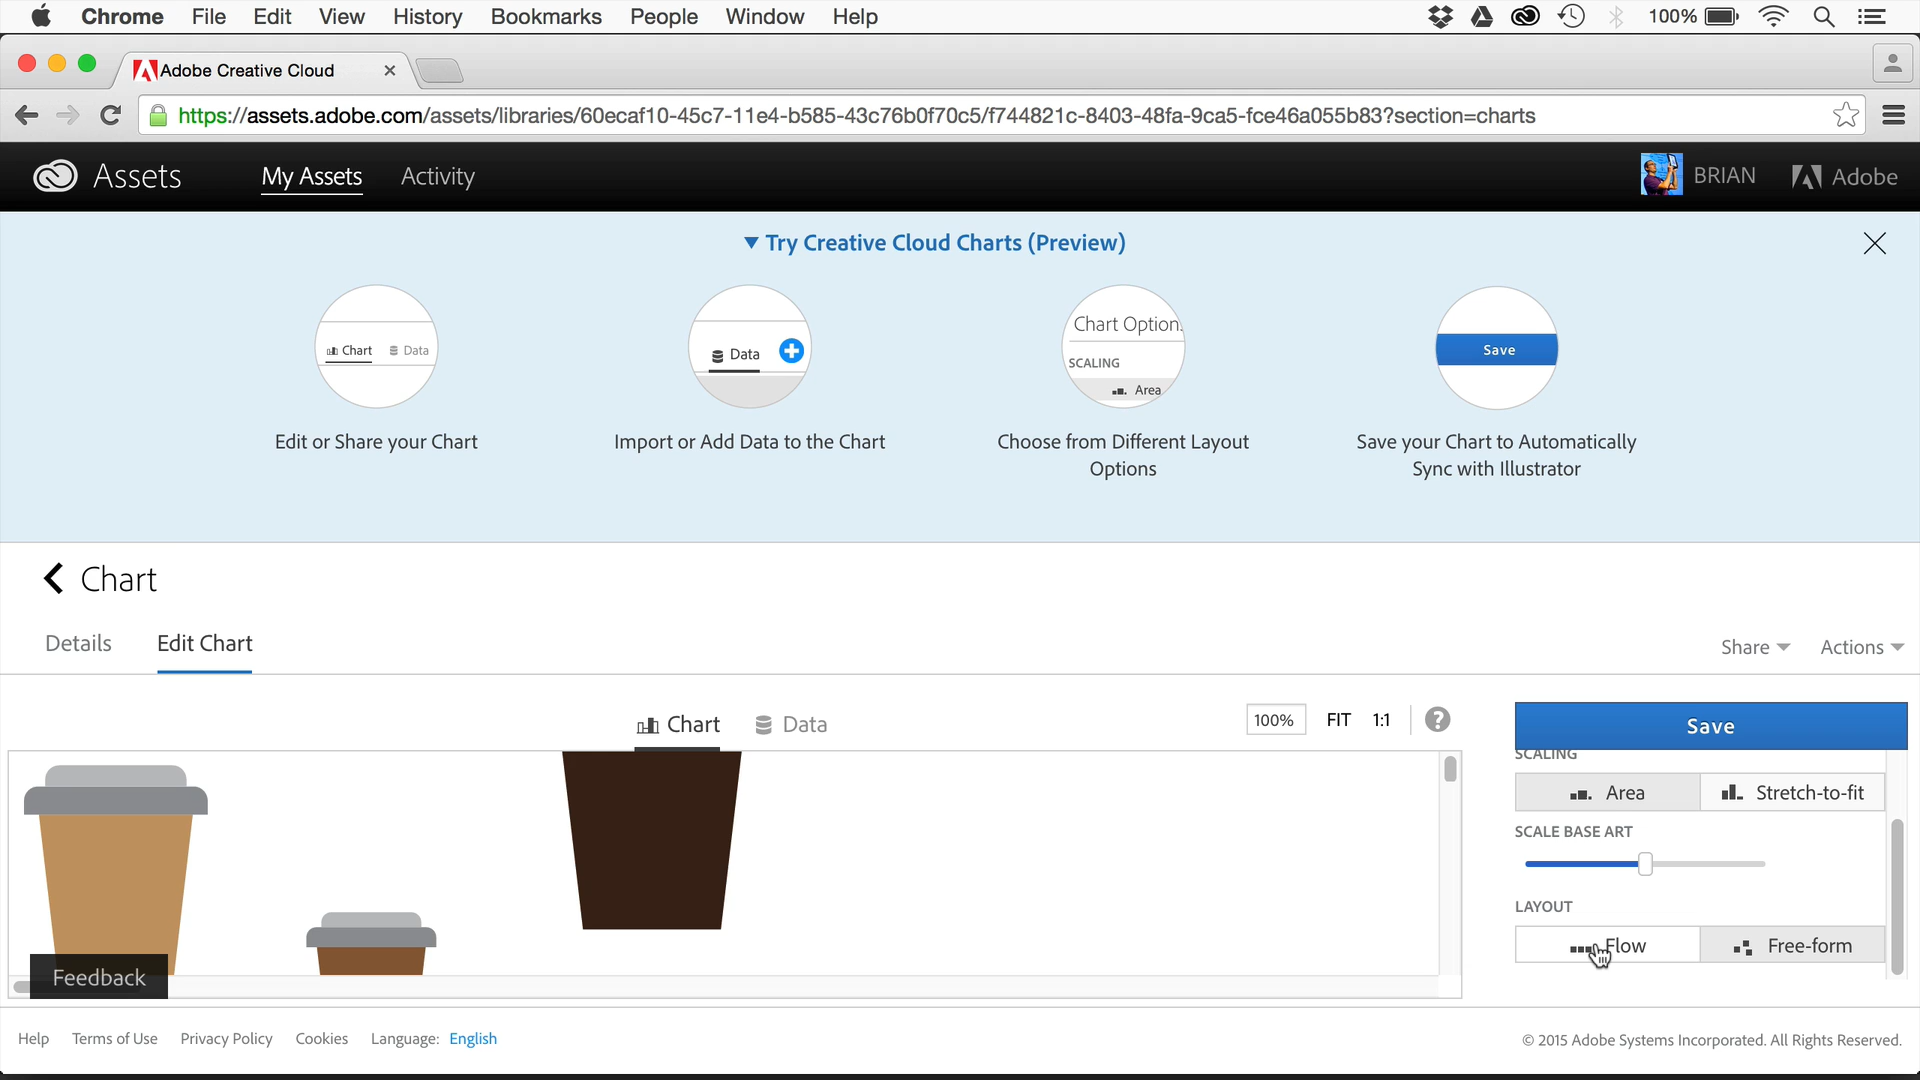 Chrome File Edit View History Bookmarks People Window Help 100%
Adobe Creative Cloud
https://assets.adobe.com/assets/libraries/60ecaf10-45c7-11e4-b585-43c76b0f70c5/f744821c-8403-48fa-9ca5-fce46a055b83?section=charts
Assets My Assets Activity BRIAN Adobe
Try Creative Cloud Charts (Preview)
Chart Data
Data
Chart Option
SCALING
Area
Save
Edit or Share your Chart
Import or Add Data to the Chart
Choose from Different Layout
Options
Save your Chart to Automatically
Sync with Illustrator
Chart
Details Edit Chart Share Actions
Chart Data 100% FIT 1:1 ?
Save
SCALING
Area Stretch-to-fit
SCALE BASE ART
LAYOUT
Flow Free-form
Feedback
Help Terms of Use Privacy Policy Cookies Language: English
© 2015 Adobe Systems Incorporated. All Rights Reserved.